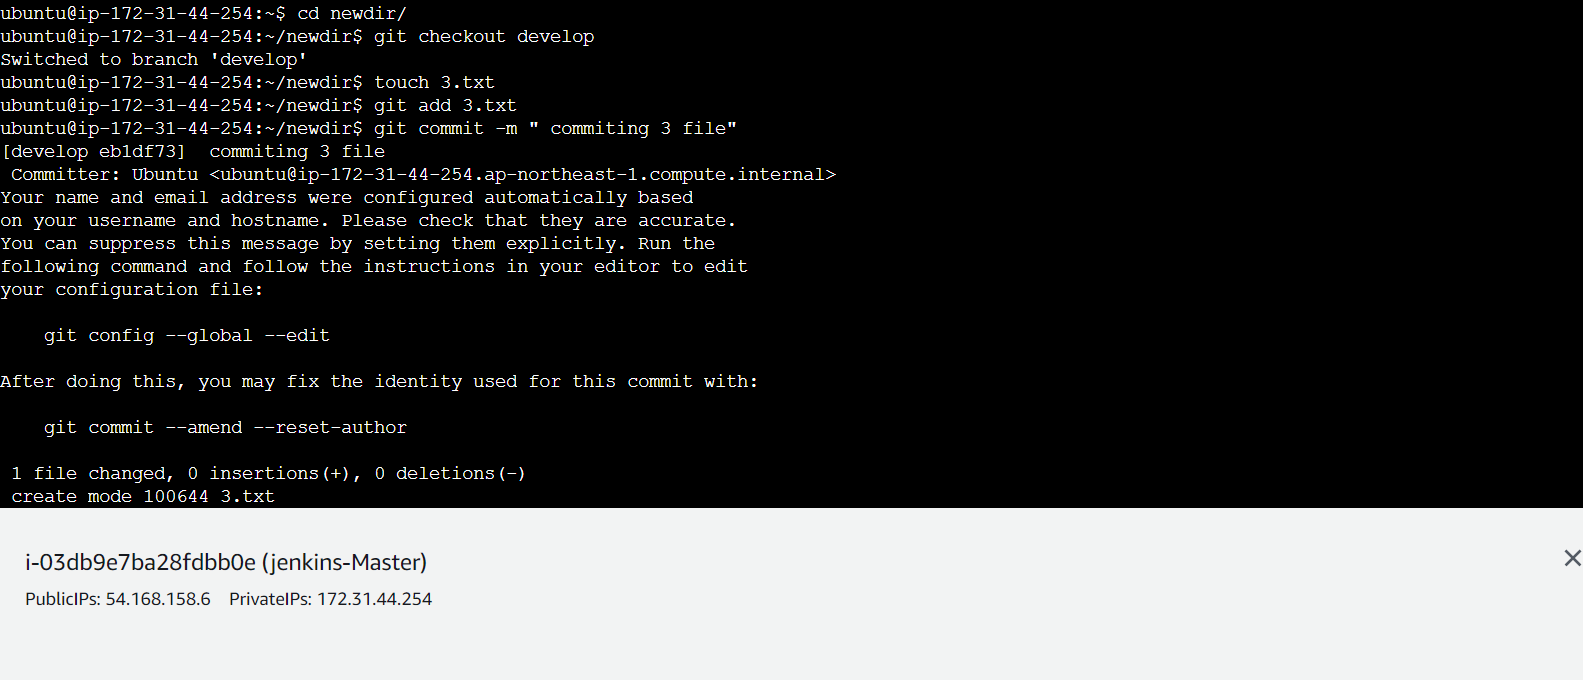 ubuntu@ip-172-31-44-254:~$ cd newdir/
ubuntu@ip-172-31-44-254:~/newdir$ git checkout develop
Switched to branch 'develop'
ubuntu@ip-172-31-44-254:~/newdir$ touch 3.txt
ubuntu@ip-172-31-44-254:~/newdir$ git add 3.txt
ubuntu@ip-172-31-44-254:~/newdir$ git commit -m " commiting 3 file"
[develop eb1df73]  commiting 3 file
 Committer: Ubuntu <ubuntu@ip-172-31-44-254.ap-northeast-1.compute.internal>
Your name and email address were configured automatically based
on your username and hostname. Please check that they are accurate.
You can suppress this message by setting them explicitly. Run the
following command and follow the instructions in your editor to edit
your configuration file:
    git config --global --edit
After doing this, you may fix the identity used for this commit with:
    git commit --amend --reset-author
 1 file changed, 0 insertions(+), 0 deletions(-)
 create mode 100644 3.txt
i-03db9e7ba28fdbb0e (jenkins-Master)
PublicIPs: 54.168.158.6    PrivateIPs: 172.31.44.254